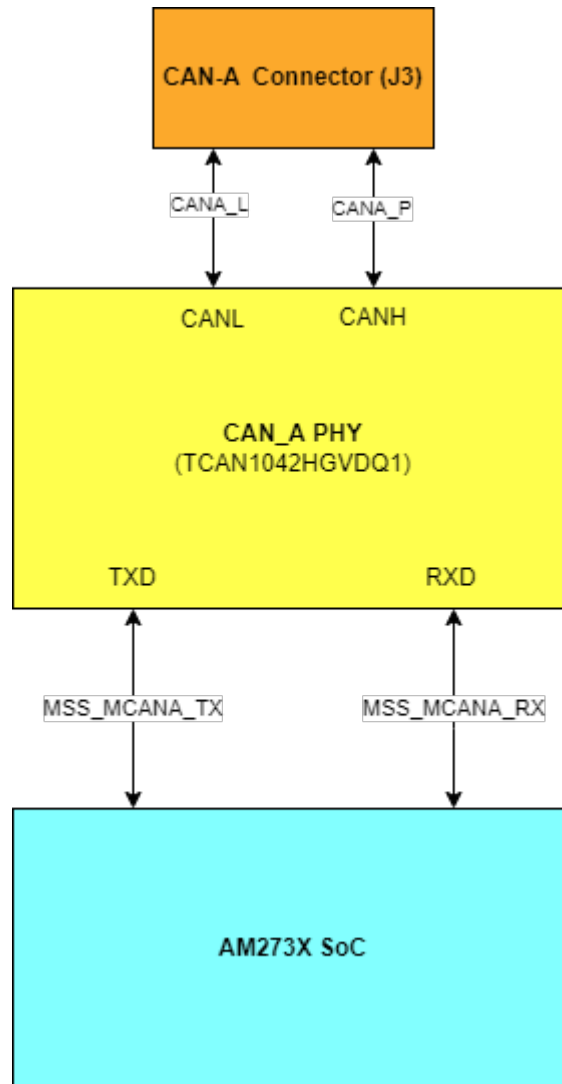 CAN-A  Connector (J3)
CANA_L
CANA_P
CANL
CANH
CAN_A PHY
(TCAN1042HGVDQ1)
TXD
RXD
MSS_MCANA_TX
MSS_MCANA_RX
AM273X SoC